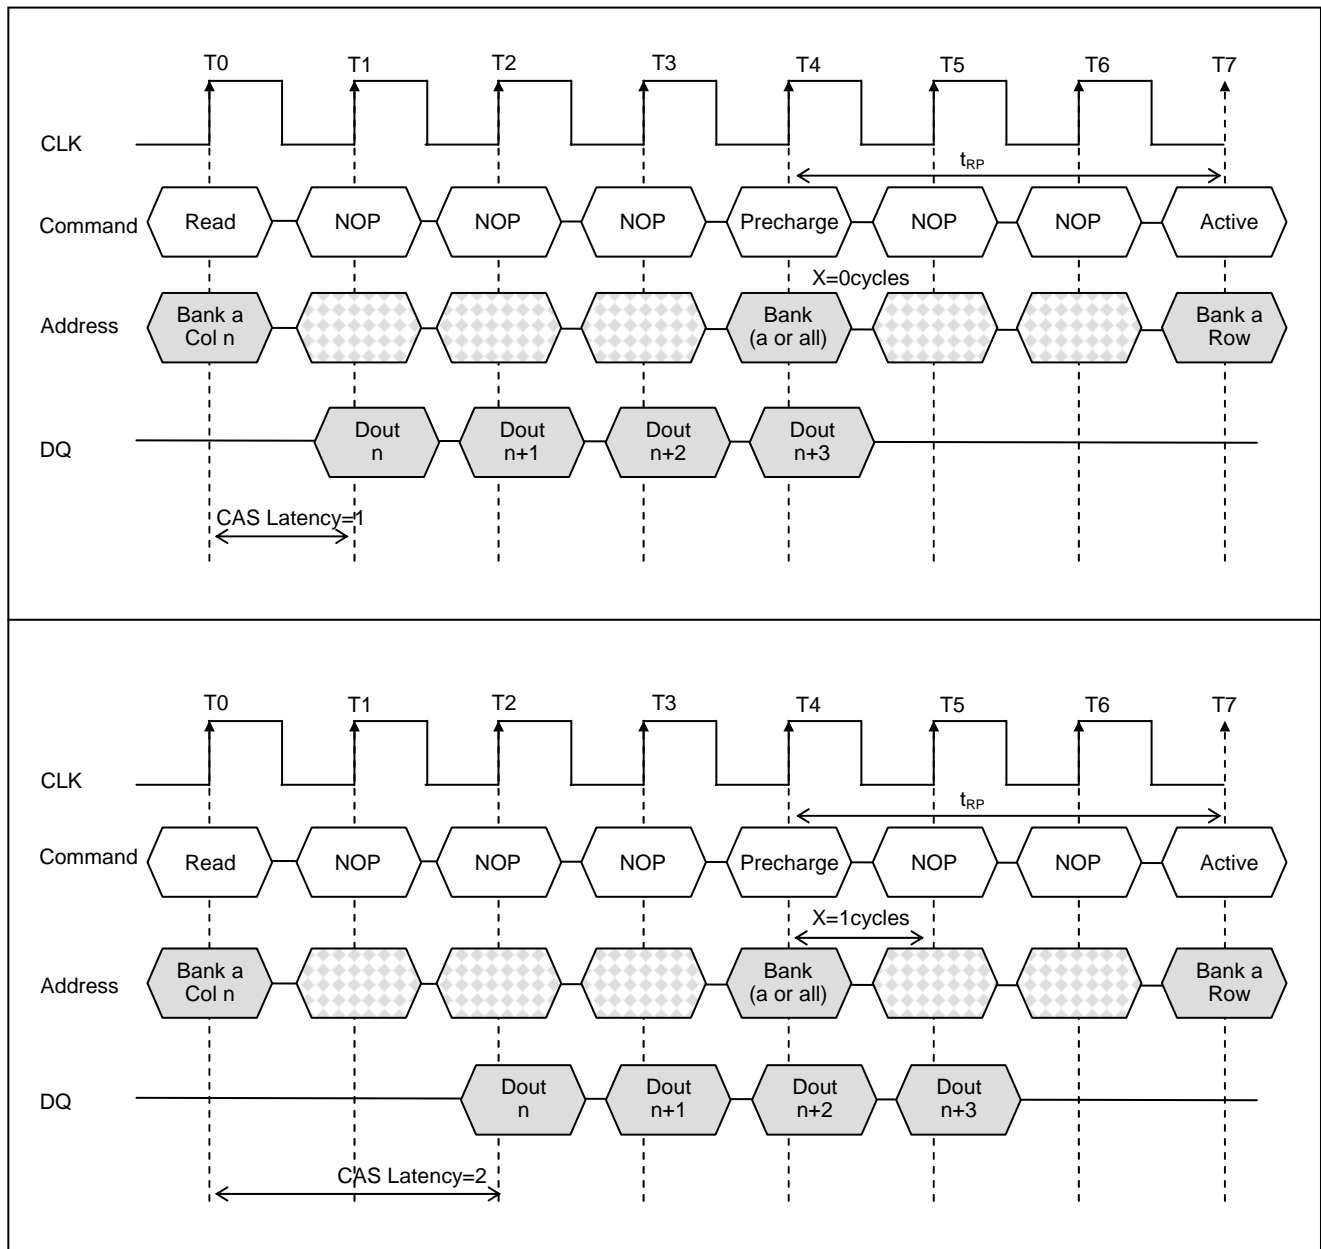 T0 T1 T2 T3 T4 T5 T6 T7
CLK
tRP
Command Read NOP NOP NOP Precharge NOP NOP Active
X=0cycles
Address Bank a Col n Bank (a or all) Bank a Row
DQ Dout n Dout n+1 Dout n+2 Dout n+3
CAS Latency=1
T0 T1 T2 T3 T4 T5 T6 T7
CLK
tRP
Command Read NOP NOP NOP Precharge NOP NOP Active
X=1cycles
Address Bank a Col n Bank (a or all) Bank a Row
DQ Dout n Dout n+1 Dout n+2 Dout n+3
CAS Latency=2